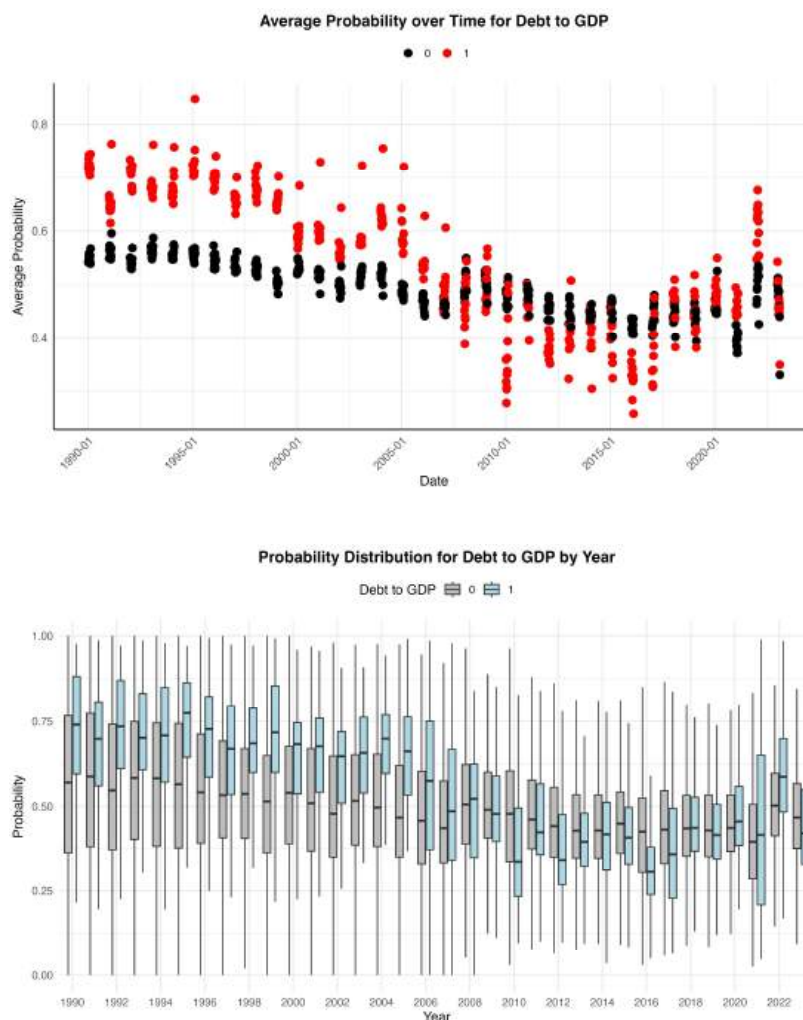 Average Probability over Time for Debt to GDP
0 1
Average Probability
0.8
0.6
0.4
1990-01 1995-01 2000-01 2005-01 2010-01 2015-01 2020-01
Date
Probability Distribution for Debt to GDP by Year
Debt to GDP 0 1
Probability
1.00
0.75
0.50
0.25
0.00
1990 1992 1994 1996 1998 2000 2002 2004 2006 2008 2010 2012 2014 2016 2018 2020 2022
Year